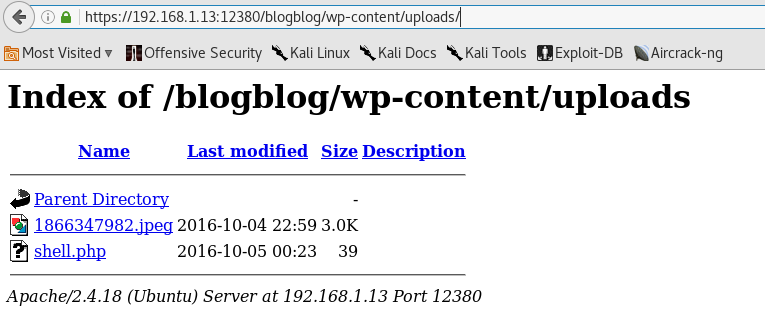 https://192.168.1.13:12380/blogblog/wp-content/uploads/
Most Visited Offensive Security Kali Linux Kali Docs Kali Tools Exploit-DB Aircrack-ng
Index of /blogblog/wp-content/uploads
Name Last modified Size Description
Parent Directory -
1866347982.jpeg 2016-10-04 22:59 3.0K
shell.php 2016-10-05 00:23 39
Apache/2.4.18 (Ubuntu) Server at 192.168.1.13 Port 12380